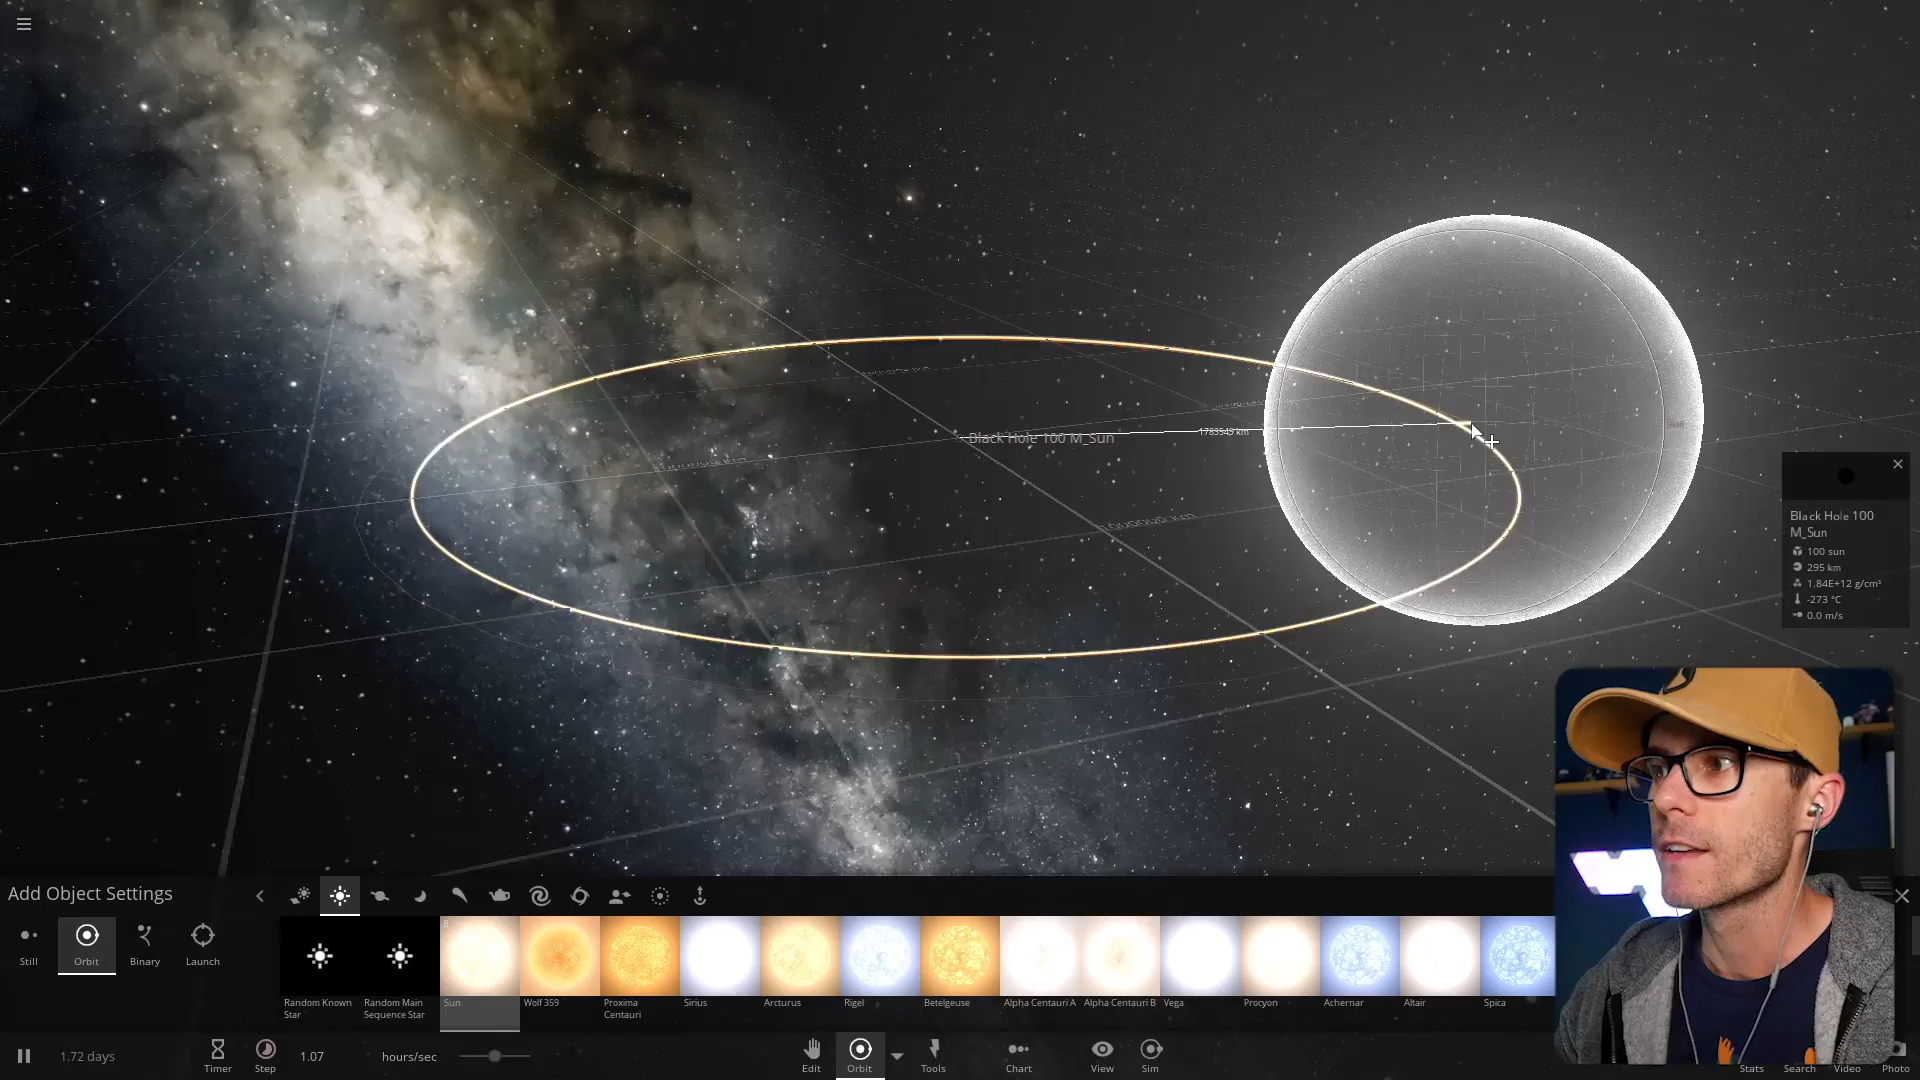 Black Hole 100 M_Sun
1783549 km
Black Hole 100
M_Sun
100 sun
295 km
1.84E+12 g/cm³
-273 °C
0.0 m/s
Add Object Settings
Still
Orbit
Binary
Launch
Random Known
Star
Random Main
Sequence Star
Sun
Wolf 359
Proxima
Centauri
Sirius
Arcturus
Rigel
Betelgeuse
Alpha Centauri A
Alpha Centauri B
Vega
Procyon
Achernar
Altair
Spica
1.72 days
Timer
Step
1.07
hours/sec
Edit
Orbit
Tools
Chart
View
Sim
Stats
Search
Video
Photo